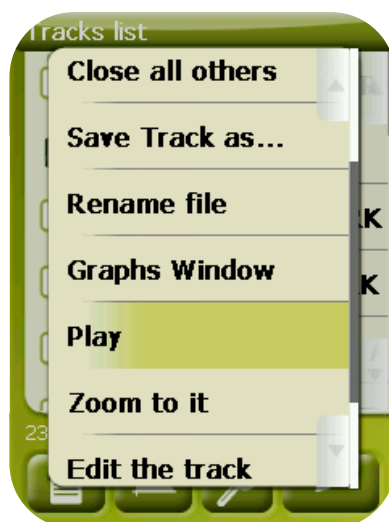 Tracks list
Close all others
Save Track as...
Rename file
RK
Graphs Window
K
Play
Zoom to it
23
Edit the track